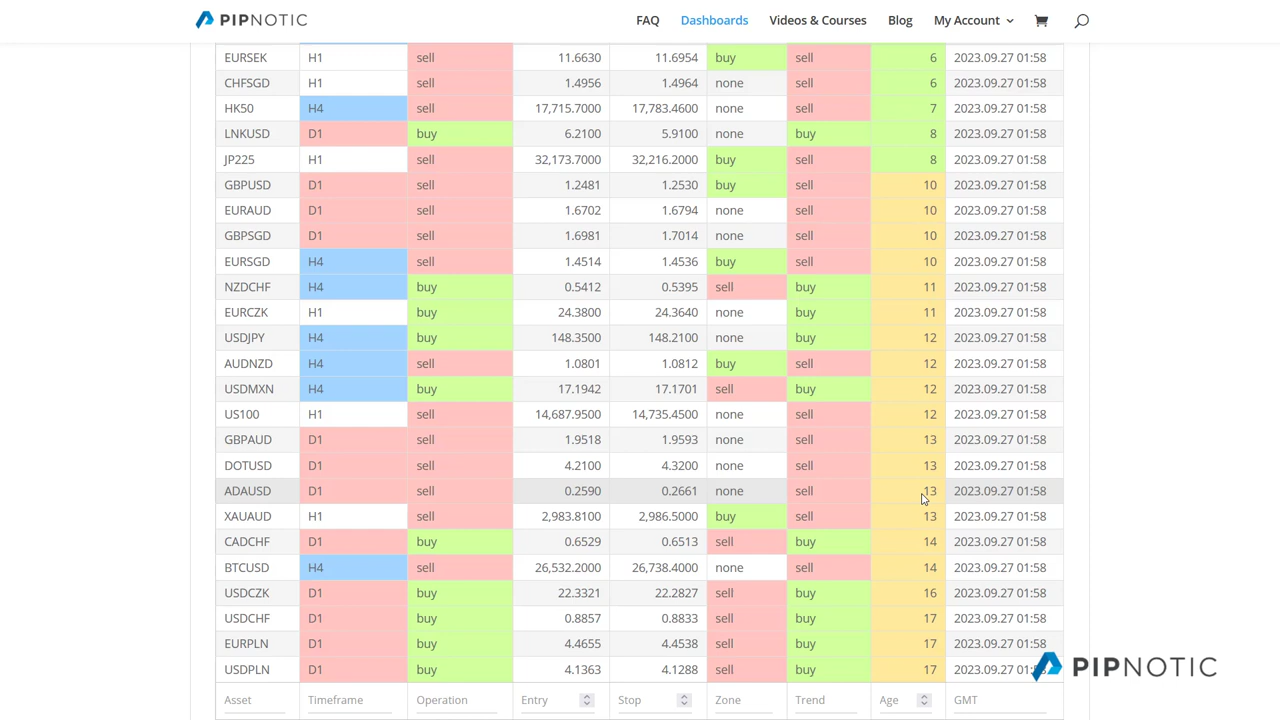 PIPNOTIC FAQ Dashboards Videos & Courses Blog My Account
EURSEK H1 sell 11.6630 11.6954 buy sell 6 2023.09.27 01:58
CHFSGD H1 sell 1.4956 1.4964 none sell 6 2023.09.27 01:58
HK50 H4 sell 17,715.7000 17,783.4600 none sell 7 2023.09.27 01:58
LNKUSD D1 buy 6.2100 5.9100 none buy 8 2023.09.27 01:58
JP225 H1 sell 32,173.7000 32,216.2000 buy sell 8 2023.09.27 01:58
GBPUSD D1 sell 1.2481 1.2530 buy sell 10 2023.09.27 01:58
EURAUD D1 sell 1.6702 1.6794 none sell 10 2023.09.27 01:58
GBPSGD D1 sell 1.6981 1.7014 none sell 10 2023.09.27 01:58
EURSGD H4 sell 1.4514 1.4536 buy sell 10 2023.09.27 01:58
NZDCHF H4 buy 0.5412 0.5395 sell buy 11 2023.09.27 01:58
EURCZK H1 buy 24.3800 24.3640 none buy 11 2023.09.27 01:58
USDJPY H4 buy 148.3500 148.2100 none buy 12 2023.09.27 01:58
AUDNZD H4 sell 1.0801 1.0812 buy sell 12 2023.09.27 01:58
USDMXN H4 buy 17.1942 17.1701 sell buy 12 2023.09.27 01:58
US100 H1 sell 14,687.9500 14,735.4500 none sell 12 2023.09.27 01:58
GBPAUD D1 sell 1.9518 1.9593 none sell 13 2023.09.27 01:58
DOTUSD D1 sell 4.2100 4.3200 none sell 13 2023.09.27 01:58
ADAUSD D1 sell 0.2590 0.2661 none sell 13 2023.09.27 01:58
XAUAUD H1 sell 2,983.8100 2,986.5000 buy sell 13 2023.09.27 01:58
CADCHF D1 buy 0.6529 0.6513 sell buy 14 2023.09.27 01:58
BTCUSD H4 sell 26,532.2000 26,738.4000 none sell 14 2023.09.27 01:58
USDCZK D1 buy 22.3321 22.2827 sell buy 16 2023.09.27 01:58
USDCHF D1 buy 0.8857 0.8833 sell buy 17 2023.09.27 01:58
EURPLN D1 buy 4.4655 4.4538 sell buy 17 2023.09.27 01:58
USDPLN D1 buy 4.1363 4.1288 sell buy 17 2023.09.27
PIPNOTIC
Asset Timeframe Operation Entry Stop Zone Trend Age GMT